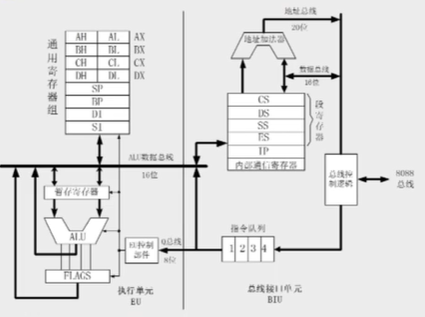 地址总线
20位
地址加法器
数据总线
16位
通用寄存器组
AH AL AX
BH BL BX
CH CL CX
DH DL DX
SP
BP
DI
SI
CS
DS
SS
ES
IP
内部通信寄存器
段寄存器
ALU数据总线
16位
暂存寄存器
ALU
FLAGS
EU控制部件
Q总线
8位
指令队列
1 2 3 4
总线控制逻辑
8088
总线
执行单元
EU
总线接口单元
BIU